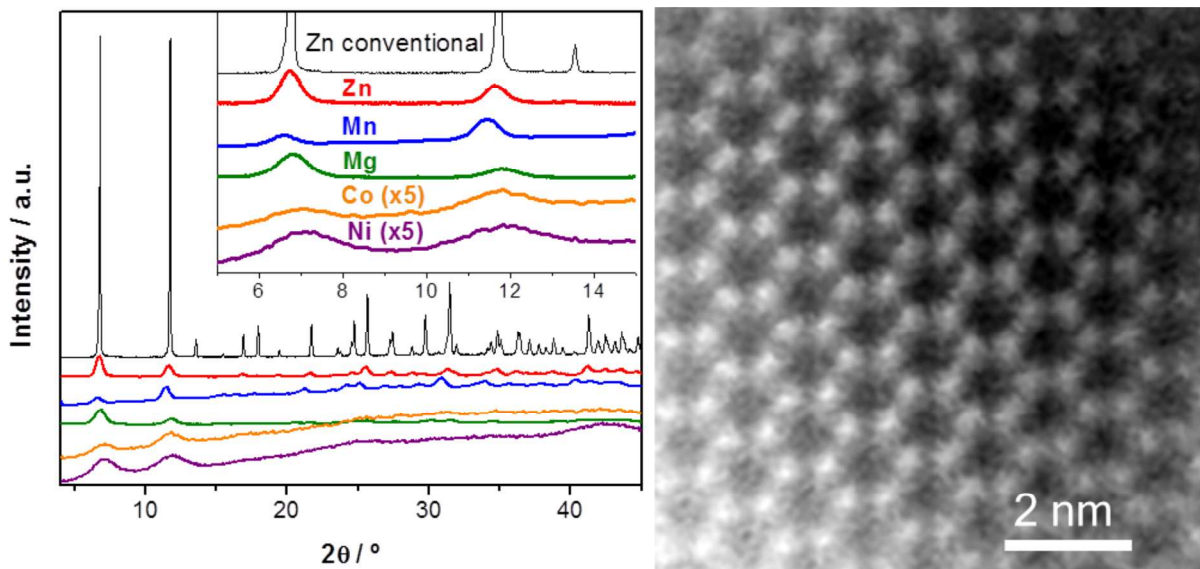 Zn conventional
Zn
Mn
Mg
Co (x5)
Ni (x5)
6 8 10 12 14
Intensity / a.u.
10 20 30 40
2θ / º
2 nm